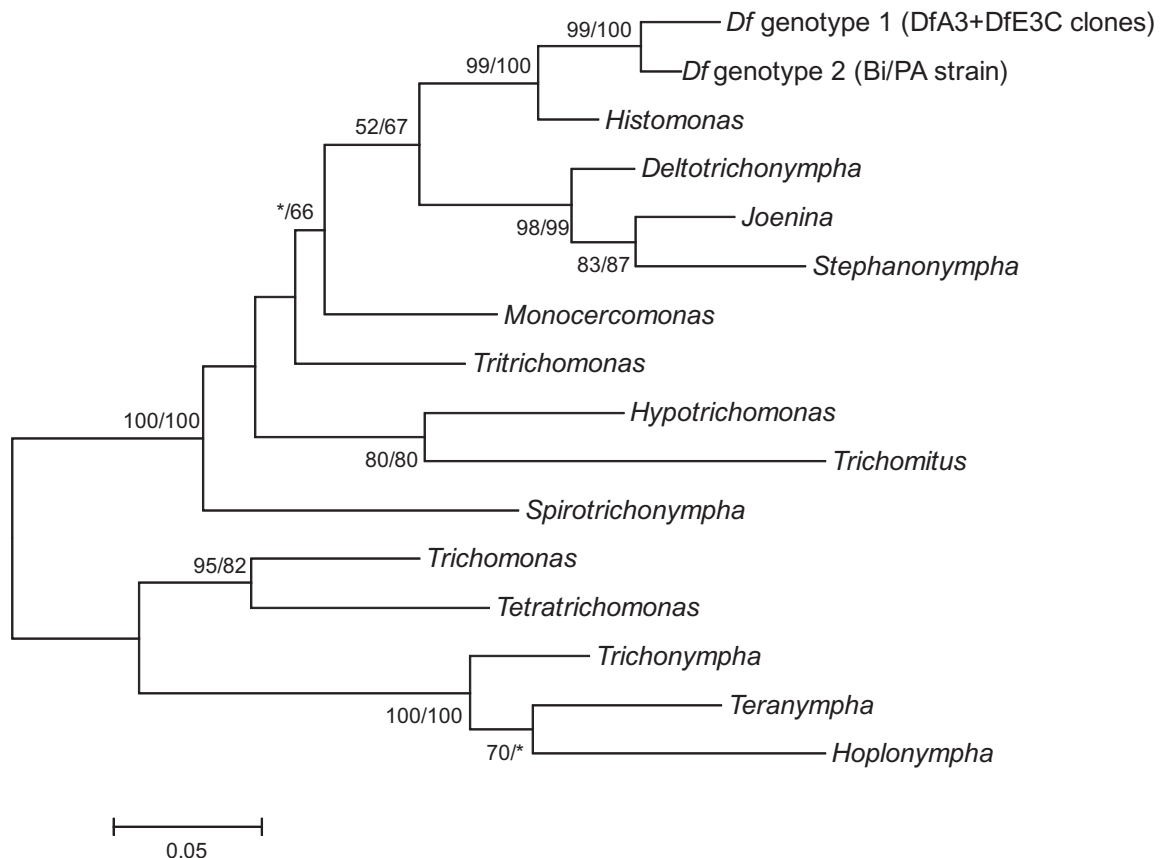 Df genotype 1 (DfA3+DfE3C clones)
99/100
Df genotype 2 (Bi/PA strain)
99/100
Histomonas
52/67
Deltotrichonympha
*/66
Joenina
98/99
83/87
Stephanonympha
Monocercomonas
Tritrichomonas
Hypotrichomonas
100/100
80/80
Trichomitus
Spirotrichonympha
Trichomonas
95/82
Tetratrichomonas
Trichonympha
100/100
Teranympha
70/*
Hoplonympha
0.05